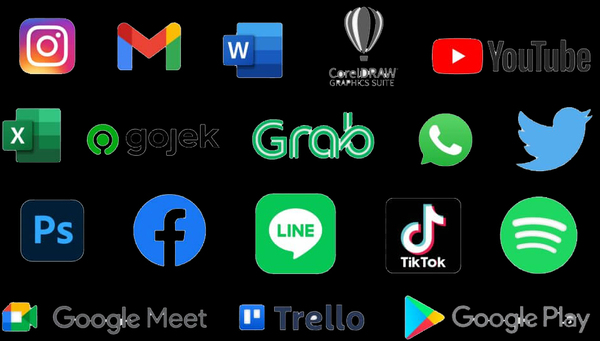 W
CorelDRAW
GRAPHICS SUITE
YouTube
X
gojek
Grab
Ps
f
LINE
TikTok
Google Meet
Trello
Google Play